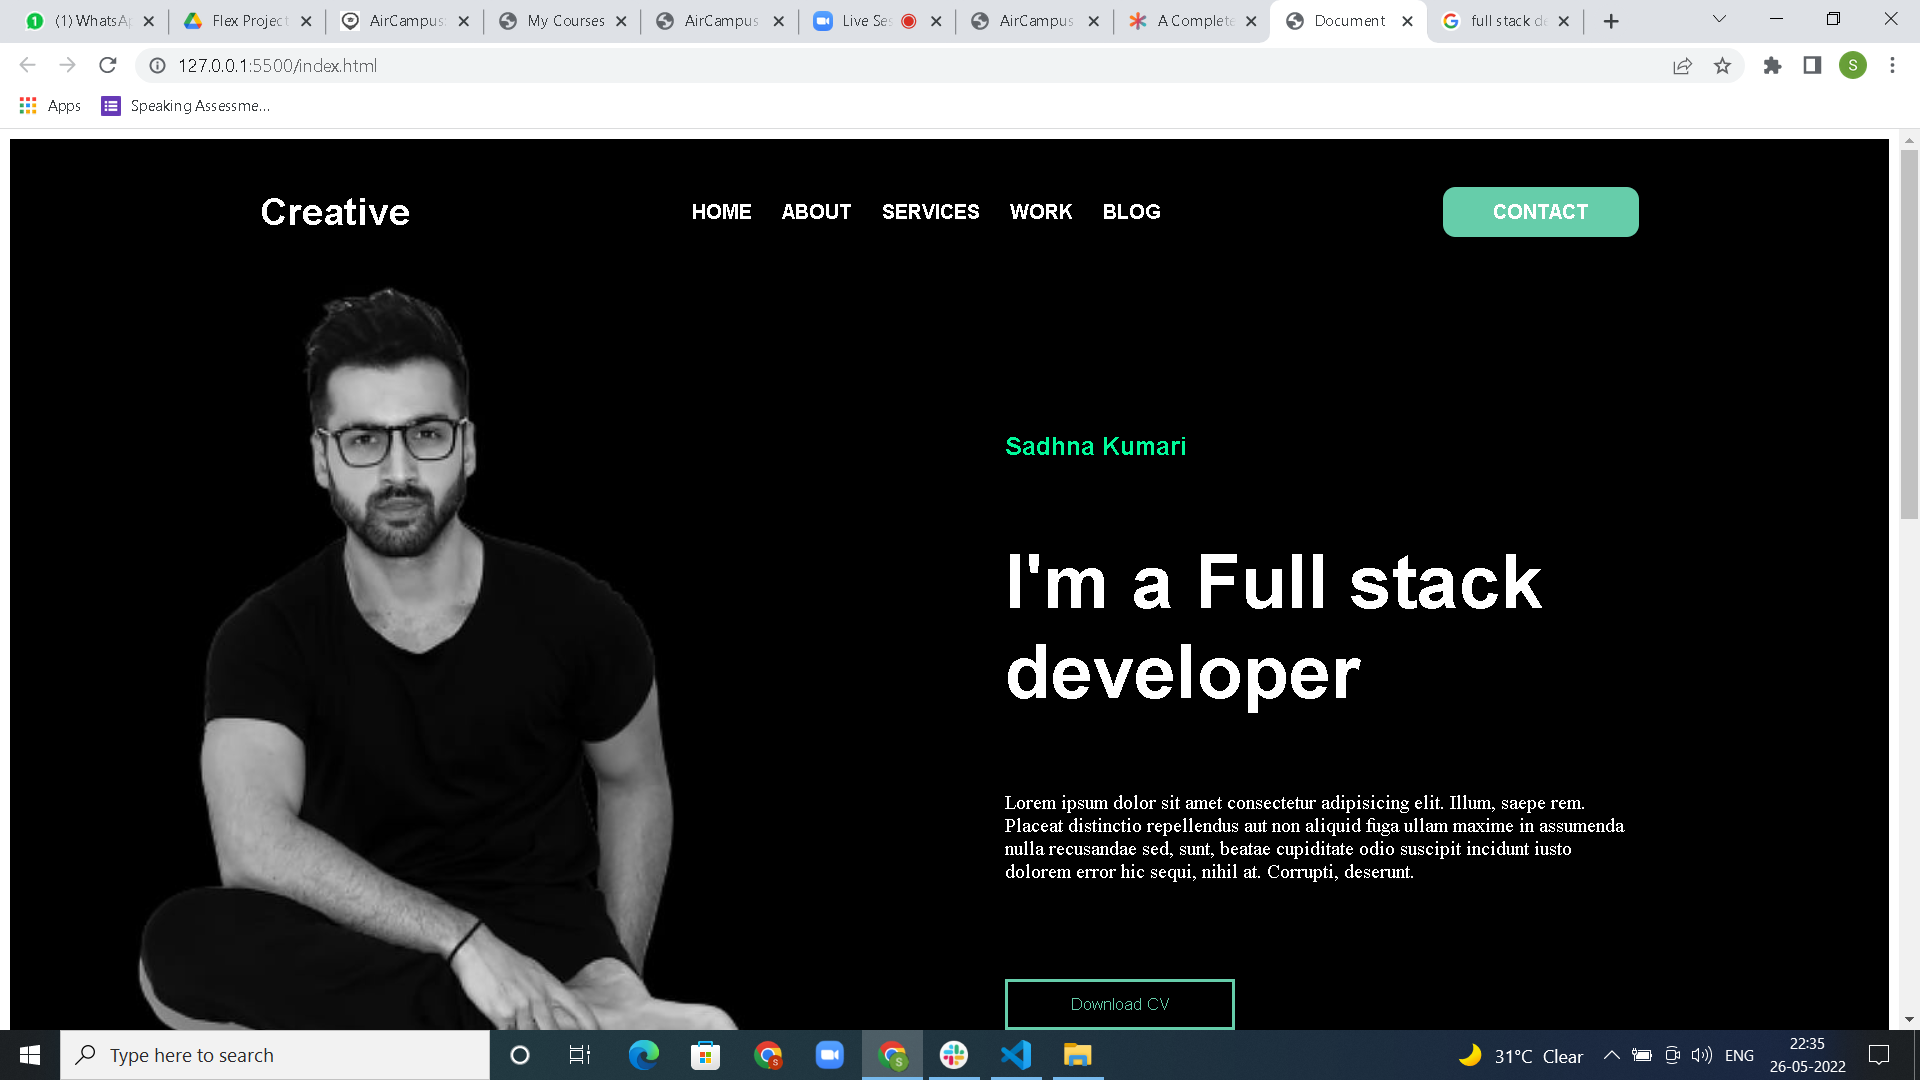 (1) WhatsAp
Flex Project
AirCampus
My Courses
AirCampus
Live Ses
AirCampus
A Complete
Document
full stack de
127.0.0.1:5500/index.html
S
Apps
Speaking Assessme...
Creative
HOME ABOUT SERVICES WORK BLOG
CONTACT
Sadhna Kumari
I'm a Full stack
developer
Lorem ipsum dolor sit amet consectetur adipisicing elit. Illum, saepe rem.
Placeat distinctio repellendus aut non aliquid fuga ullam maxime in assumenda
nulla recusandae sed, sunt, beatae cupiditate odio suscipit incidunt iusto
dolorem error hic sequi, nihil at. Corrupti, deserunt.
Download CV
Type here to search
31°C Clear
ENG
22:35
26-05-2022